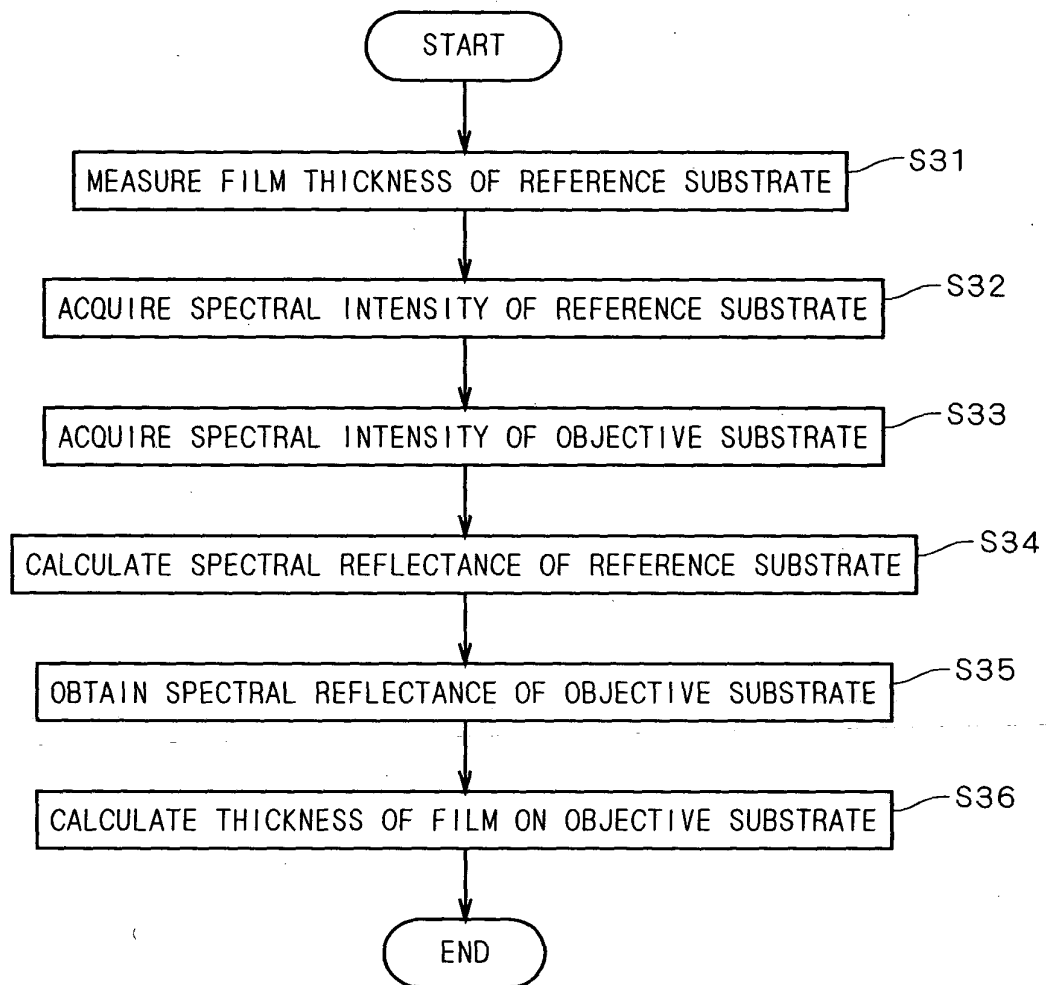 START
MEASURE FILM THICKNESS OF REFERENCE SUBSTRATE
S31
ACQUIRE SPECTRAL INTENSITY OF REFERENCE SUBSTRATE
S32
ACQUIRE SPECTRAL INTENSITY OF OBJECTIVE SUBSTRATE
S33
CALCULATE SPECTRAL REFLECTANCE OF REFERENCE SUBSTRATE
S34
OBTAIN SPECTRAL REFLECTANCE OF OBJECTIVE SUBSTRATE
S35
CALCULATE THICKNESS OF FILM ON OBJECTIVE SUBSTRATE
S36
END